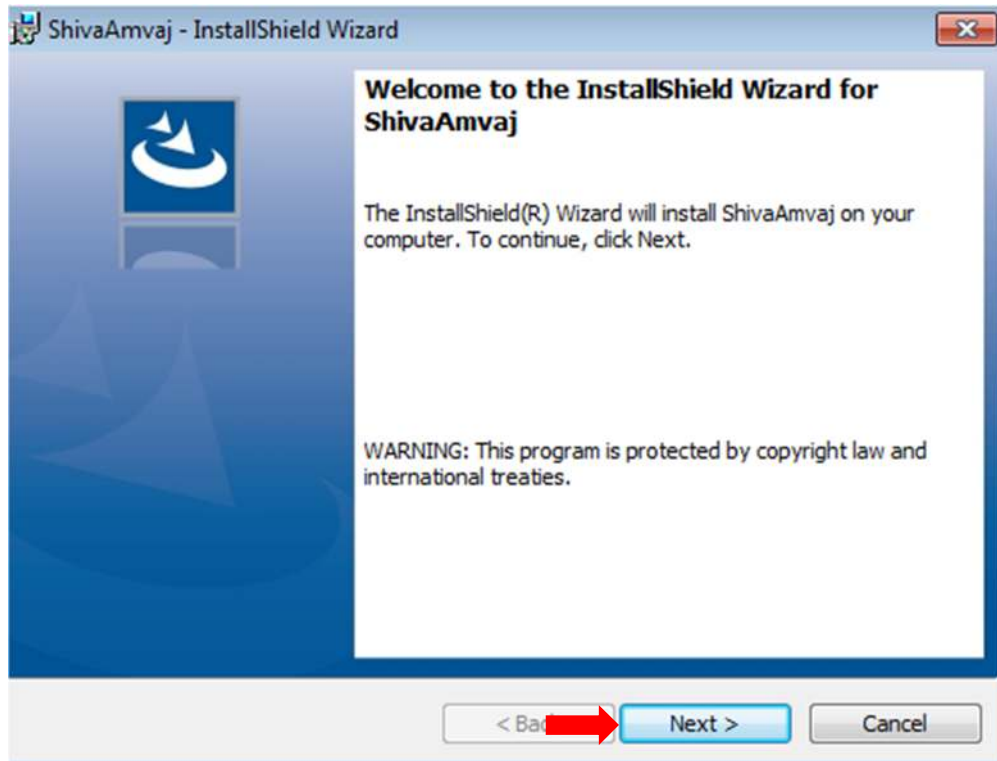 ShivaAmvaj - InstallShield Wizard
Welcome to the InstallShield Wizard for
ShivaAmvaj
The InstallShield(R) Wizard will install ShivaAmvaj on your
computer. To continue, click Next.
WARNING: This program is protected by copyright law and
international treaties.
< Back Next > Cancel